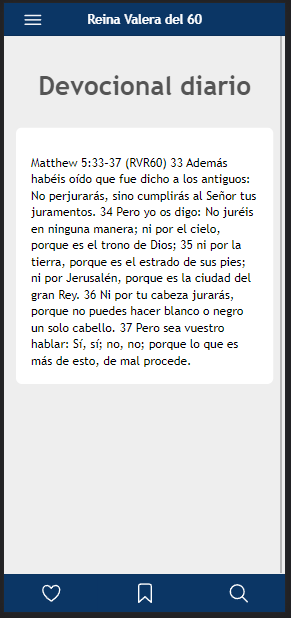 Reina Valera del 60
Devocional diario
Matthew 5:33-37 (RVR60) 33 Además
habéis oído que fue dicho a los antiguos:
No perjurarás, sino cumplirás al Señor tus
juramentos. 34 Pero yo os digo: No juréis
en ninguna manera; ni por el cielo,
porque es el trono de Dios; 35 ni por la
tierra, porque es el estrado de sus pies;
ni por Jerusalén, porque es la ciudad del
gran Rey. 36 Ni por tu cabeza jurarás,
porque no puedes hacer blanco o negro
un solo cabello. 37 Pero sea vuestro
hablar: Sí, sí; no, no; porque lo que es
más de esto, de mal procede.